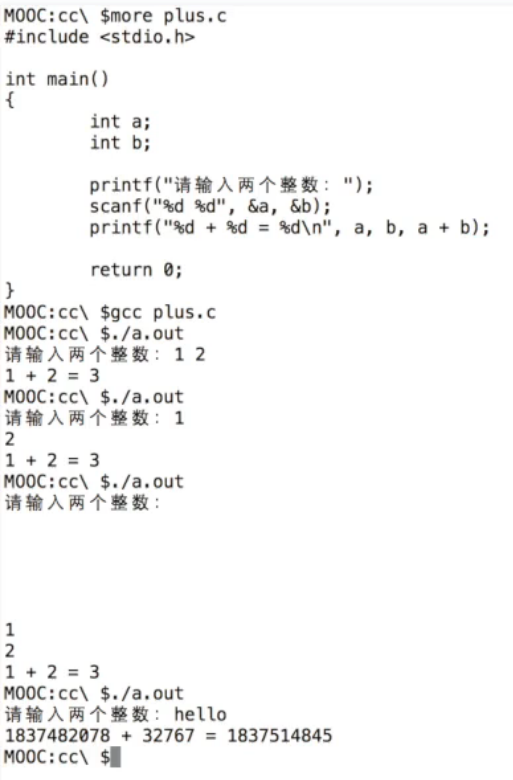 MOOC:cc\ $more plus.c
#include <stdio.h>

int main()
{
        int a;
        int b;

        printf("请输入两个整数：");
        scanf("%d %d", &a, &b);
        printf("%d + %d = %d\n", a, b, a + b);

        return 0;
}
MOOC:cc\ $gcc plus.c
MOOC:cc\ $./a.out
请输入两个整数：1 2
1 + 2 = 3
MOOC:cc\ $./a.out
请输入两个整数：1
2
1 + 2 = 3
MOOC:cc\ $./a.out
请输入两个整数：
1
2
1 + 2 = 3
MOOC:cc\ $./a.out
请输入两个整数：hello
1837482078 + 32767 = 1837514845
MOOC:cc\ $